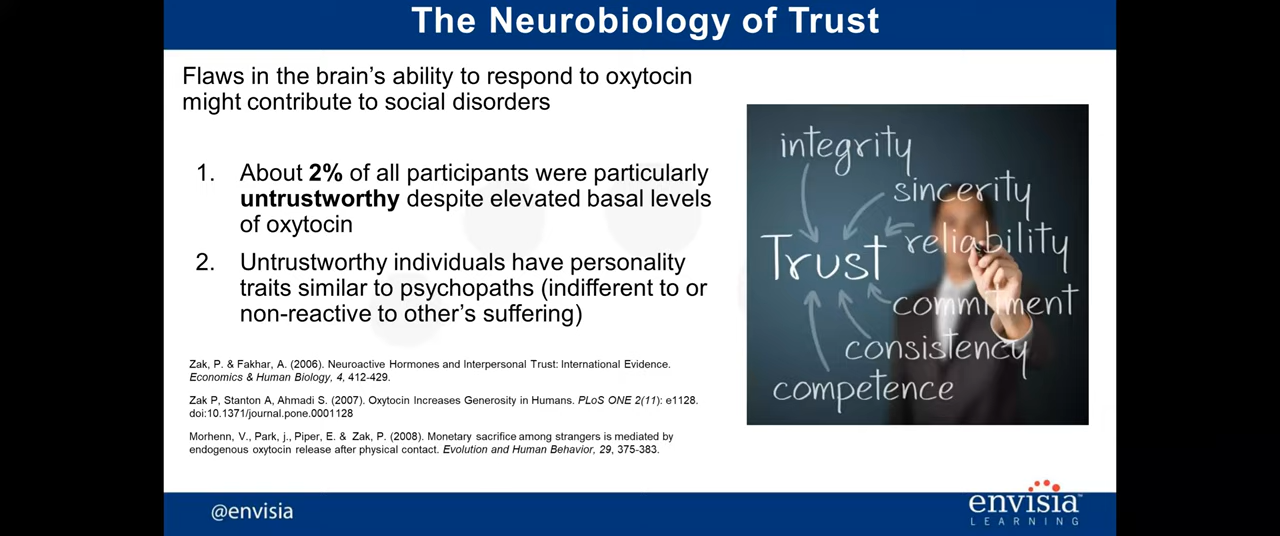 The Neurobiology of Trust
Flaws in the brain's ability to respond to oxytocin
might contribute to social disorders
1. About 2% of all participants were particularly
untrustworthy despite elevated basal levels
of oxytocin
2. Untrustworthy individuals have personality
traits similar to psychopaths (indifferent to or
non-reactive to other's suffering)
Zak, P. & Fakhar, A. (2006). Neuroactive Hormones and Interpersonal Trust: International Evidence.
Economics & Human Biology, 4, 412-429.
Zak P, Stanton A, Ahmadi S. (2007). Oxytocin Increases Generosity in Humans. PLoS ONE 2(11): e1128.
doi:10.1371/journal.pone.0001128
Morhenn, V., Park, j., Piper, E. & Zak, P. (2008). Monetary sacrifice among strangers is mediated by
endogenous oxytocin release after physical contact. Evolution and Human Behavior, 29, 375-383.
integrity
sincerity
reliability
Trust
commitment
consistency
competence
@envisia
envisia™
LEARNING